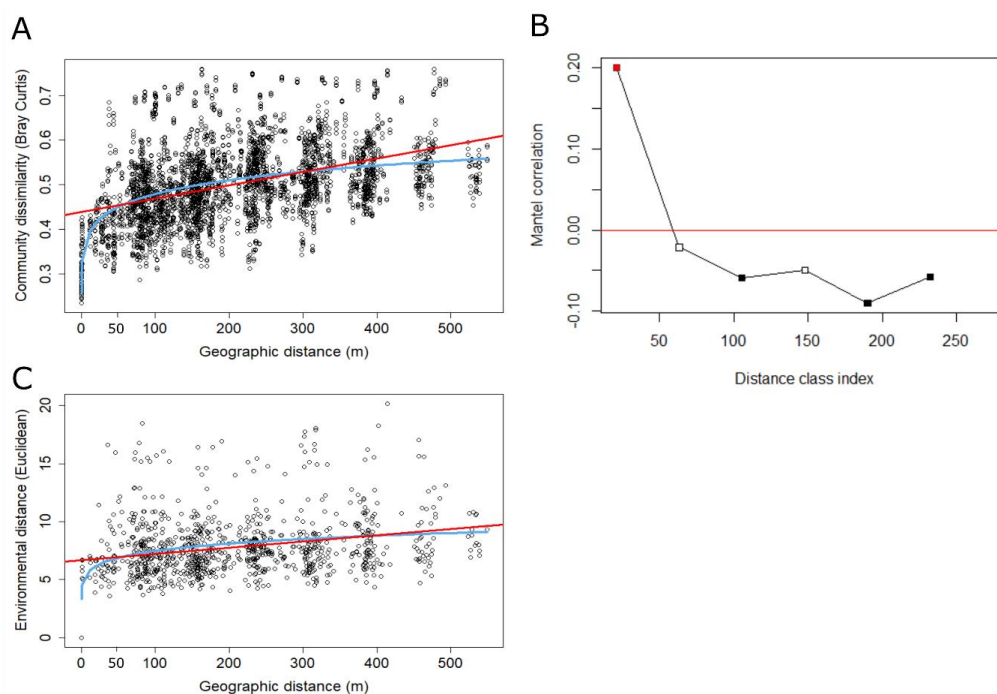 A
Community dissimilarity (Bray Curtis)
0.7
0.6
0.5
0.4
0.3
0 50 100 200 300 400 500
Geographic distance (m)
B
Mantel correlation
0.20
0.10
0.00
-0.10
50 100 150 200 250
Distance class index
C
Environmental distance (Euclidean)
20
15
10
5
0
0 50 100 200 300 400 500
Geographic distance (m)